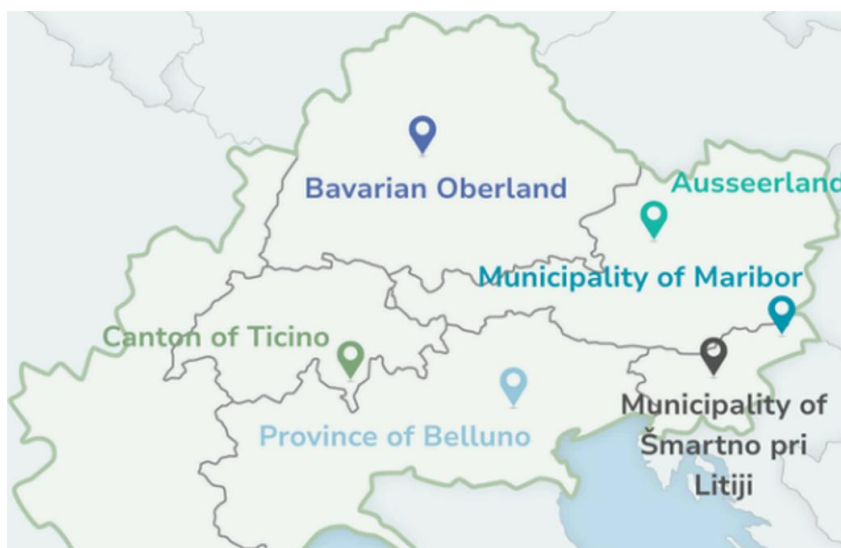 Bavarian Oberland
Ausseerland
Municipality of Maribor
Canton of Ticino
Province of Belluno
Municipality of
Šmartno pri
Litiji